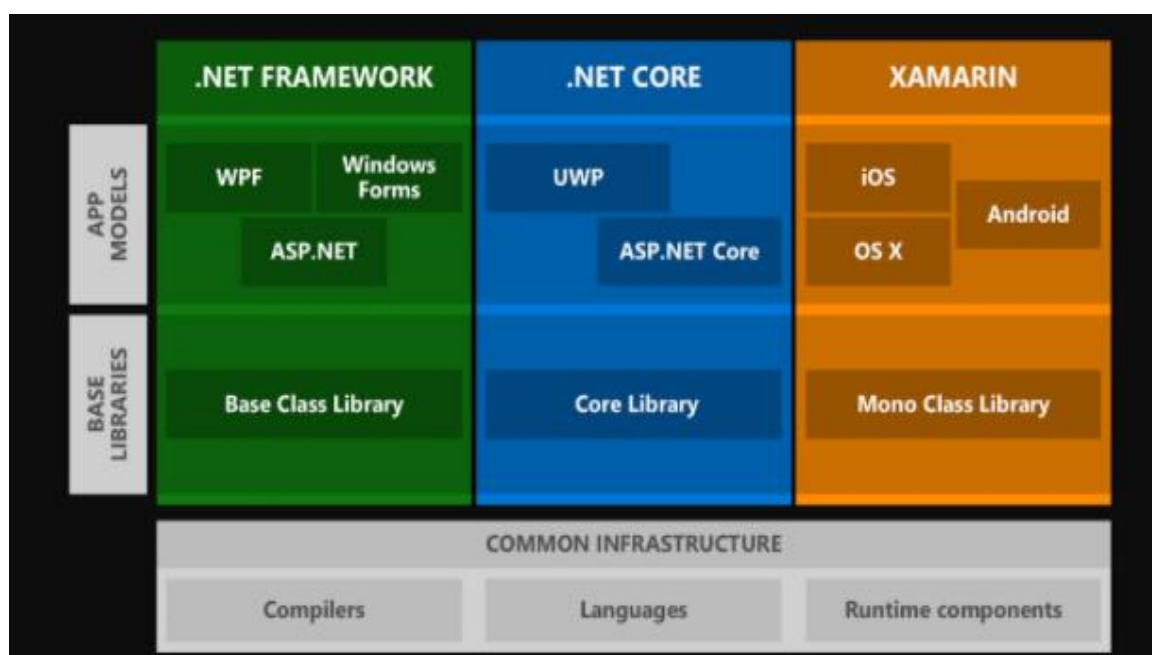 .NET FRAMEWORK
.NET CORE
XAMARIN
APP
MODELS
WPF
Windows
Forms
ASP.NET
UWP
ASP.NET Core
iOS
Android
OS X
BASE
LIBRARIES
Base Class Library
Core Library
Mono Class Library
COMMON INFRASTRUCTURE
Compilers
Languages
Runtime components